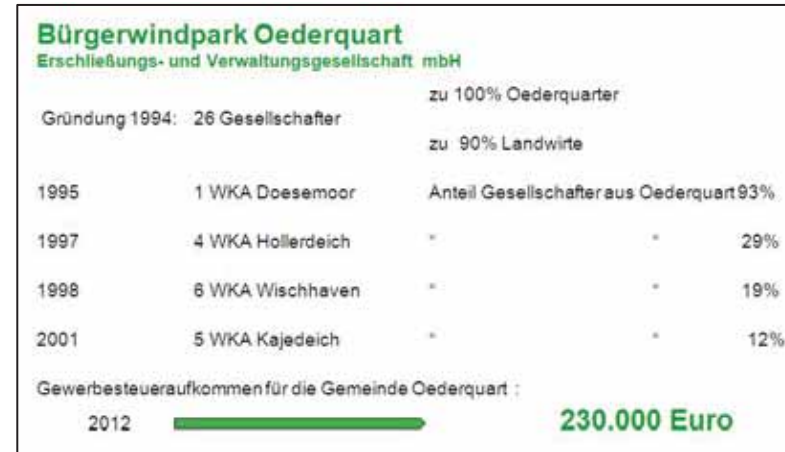 Bürgerwindpark Oederquart
Erschließungs- und Verwaltungsgesellschaft mbH
zu 100% Oederquarter
Gründung 1994: 26 Gesellschafter
zu 90% Landwirte
1995 1 WKA Doesemoor Anteil Gesellschafter aus Oederquart 93%
1997 4 WKA Hollerdeich " " 29%
1998 6 WKA Wischhaven " " 19%
2001 5 WKA Kajedeich " " 12%
Gewerbesteueraufkommen für die Gemeinde Oederquart :
2012 230.000 Euro